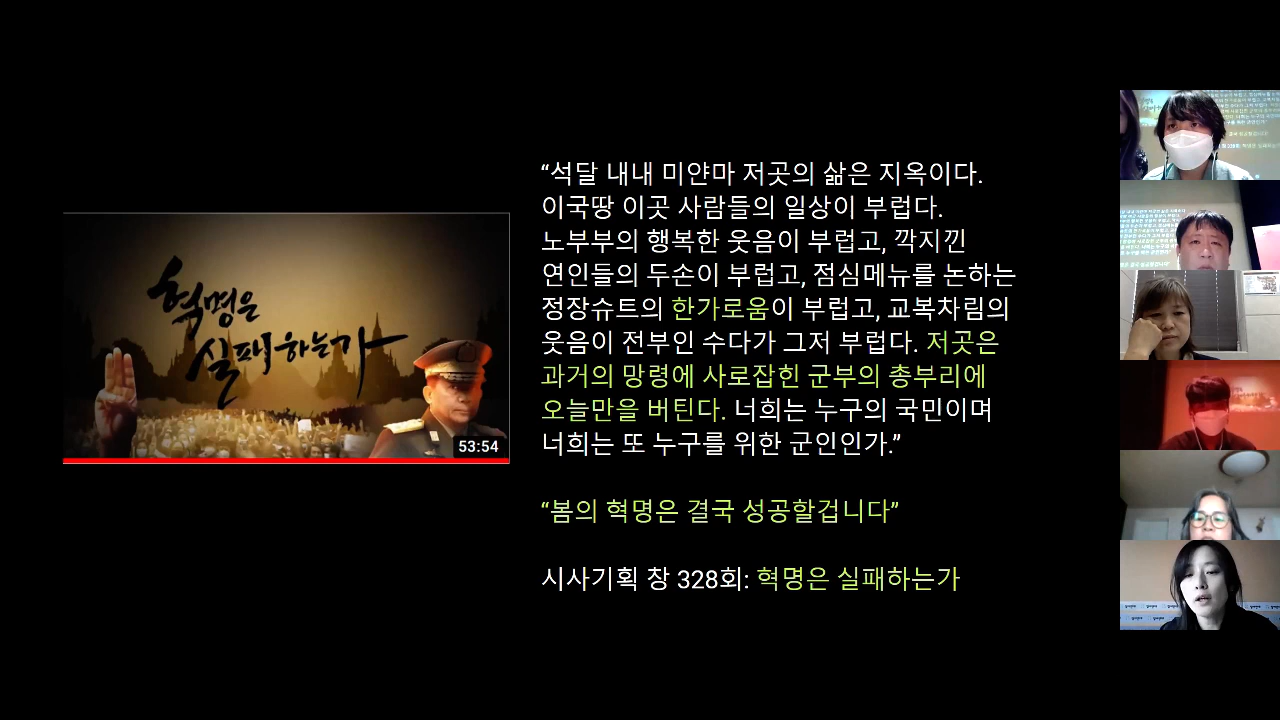 혁명은
실패하는가
53:54
“석달 내내 미얀마 저곳의 삶은 지옥이다.
이국땅 이곳 사람들의 일상이 부럽다.
노부부의 행복한 웃음이 부럽고, 깍지낀
연인들의 두손이 부럽고, 점심메뉴를 논하는
정장슈트의 한가로움이 부럽고, 교복차림의
웃음이 전부인 수다가 그저 부럽다. 저곳은
과거의 망령에 사로잡힌 군부의 총부리에
오늘만을 버틴다. 너희는 누구의 국민이며
너희는 또 누구를 위한 군인인가.”
“봄의 혁명은 결국 성공할겁니다”
시사기획 창 328회: 혁명은 실패하는가